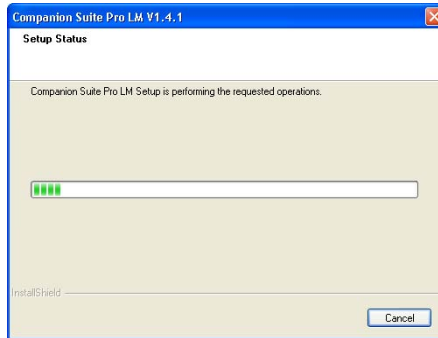 Companion Suite Pro LM V1.4.1
Setup Status
Companion Suite Pro LM Setup is performing the requested operations.
InstallShield
Cancel